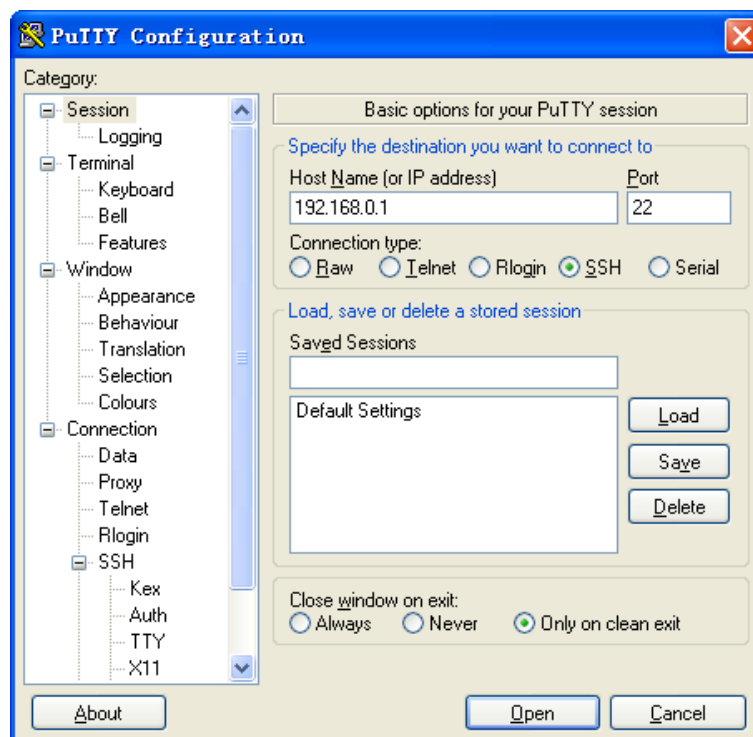 PuTTY Configuration
Category:
Session
Logging
Terminal
Keyboard
Bell
Features
Window
Appearance
Behaviour
Translation
Selection
Colours
Connection
Data
Proxy
Telnet
Rlogin
SSH
Kex
Auth
TTY
X11
Basic options for your PuTTY session
Specify the destination you want to connect to
Host Name (or IP address) Port
192.168.0.1 22
Connection type:
Raw Telnet Rlogin SSH Serial
Load, save or delete a stored session
Saved Sessions
Default Settings
Load
Save
Delete
Close window on exit:
Always Never Only on clean exit
About Open Cancel